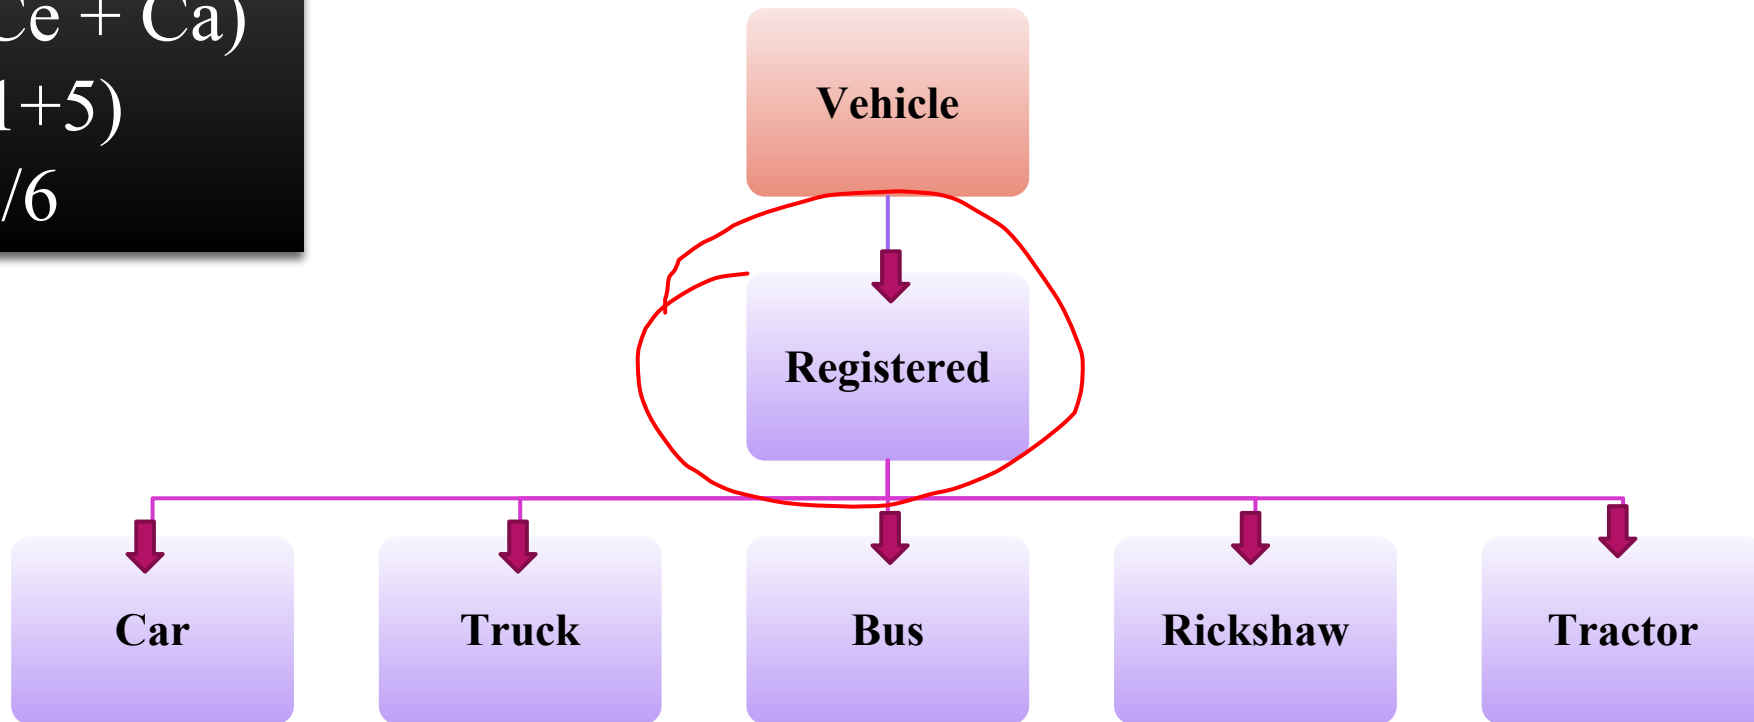 Ce + Ca)
1+5)
/6
Vehicle
Registered
Car Truck Bus Rickshaw Tractor